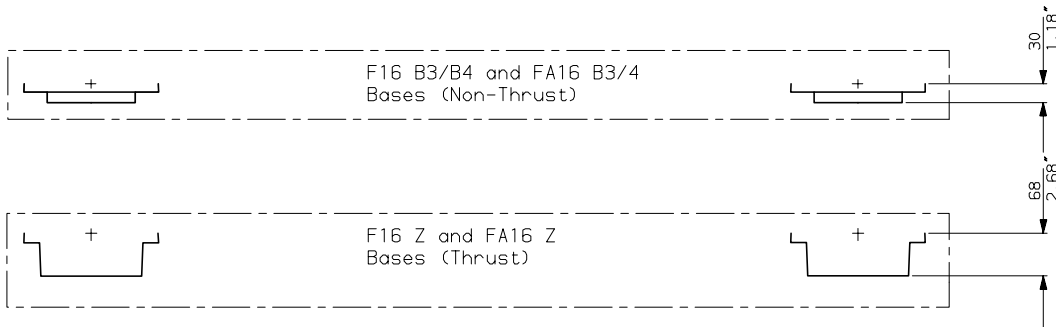 F16 B3/B4 and FA16 B3/4
Bases (Non-Thrust)
30
1.18"
F16 Z and FA16 Z
Bases (Thrust)
68
2.68"